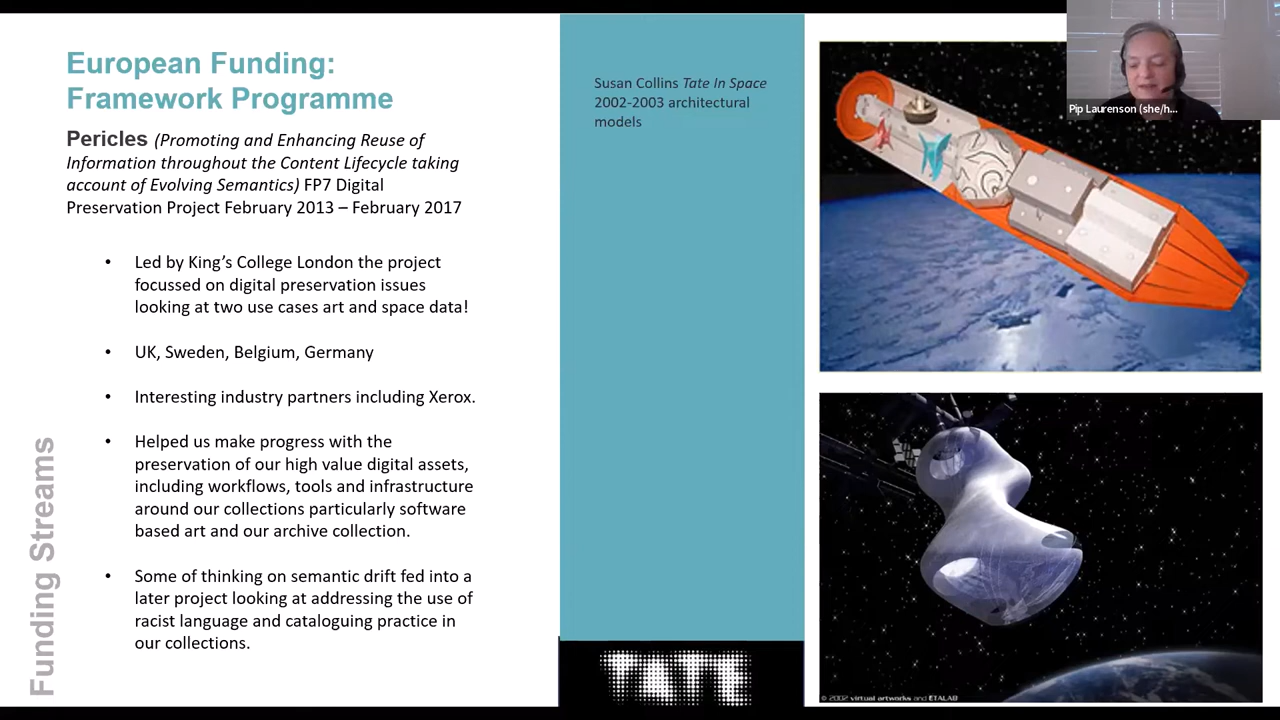 European Funding:
Framework Programme
Pericles (Promoting and Enhancing Reuse of
Information throughout the Content Lifecycle taking
account of Evolving Semantics) FP7 Digital
Preservation Project February 2013 – February 2017
• Led by King’s College London the project
focussed on digital preservation issues
looking at two use cases art and space data!
• UK, Sweden, Belgium, Germany
• Interesting industry partners including Xerox.
• Helped us make progress with the
preservation of our high value digital assets,
including workflows, tools and infrastructure
around our collections particularly software
based art and our archive collection.
• Some of thinking on semantic drift fed into a
later project looking at addressing the use of
racist language and cataloguing practice in
our collections.
Funding Streams
Susan Collins Tate In Space
2002-2003 architectural
models
TATE
Pip Laurenson (she/h...
© 2002 virtual artworks and ETALAB